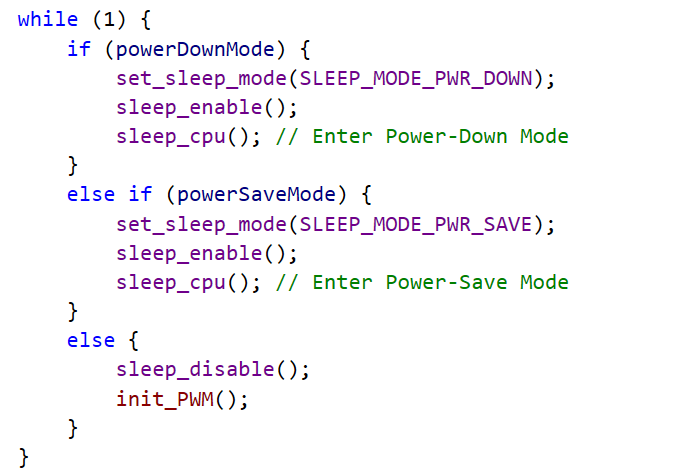 while (1) {
    if (powerDownMode) {
        set_sleep_mode(SLEEP_MODE_PWR_DOWN);
        sleep_enable();
        sleep_cpu(); // Enter Power-Down Mode
    }
    else if (powerSaveMode) {
        set_sleep_mode(SLEEP_MODE_PWR_SAVE);
        sleep_enable();
        sleep_cpu(); // Enter Power-Save Mode
    }
    else {
        sleep_disable();
        init_PWM();
    }
}